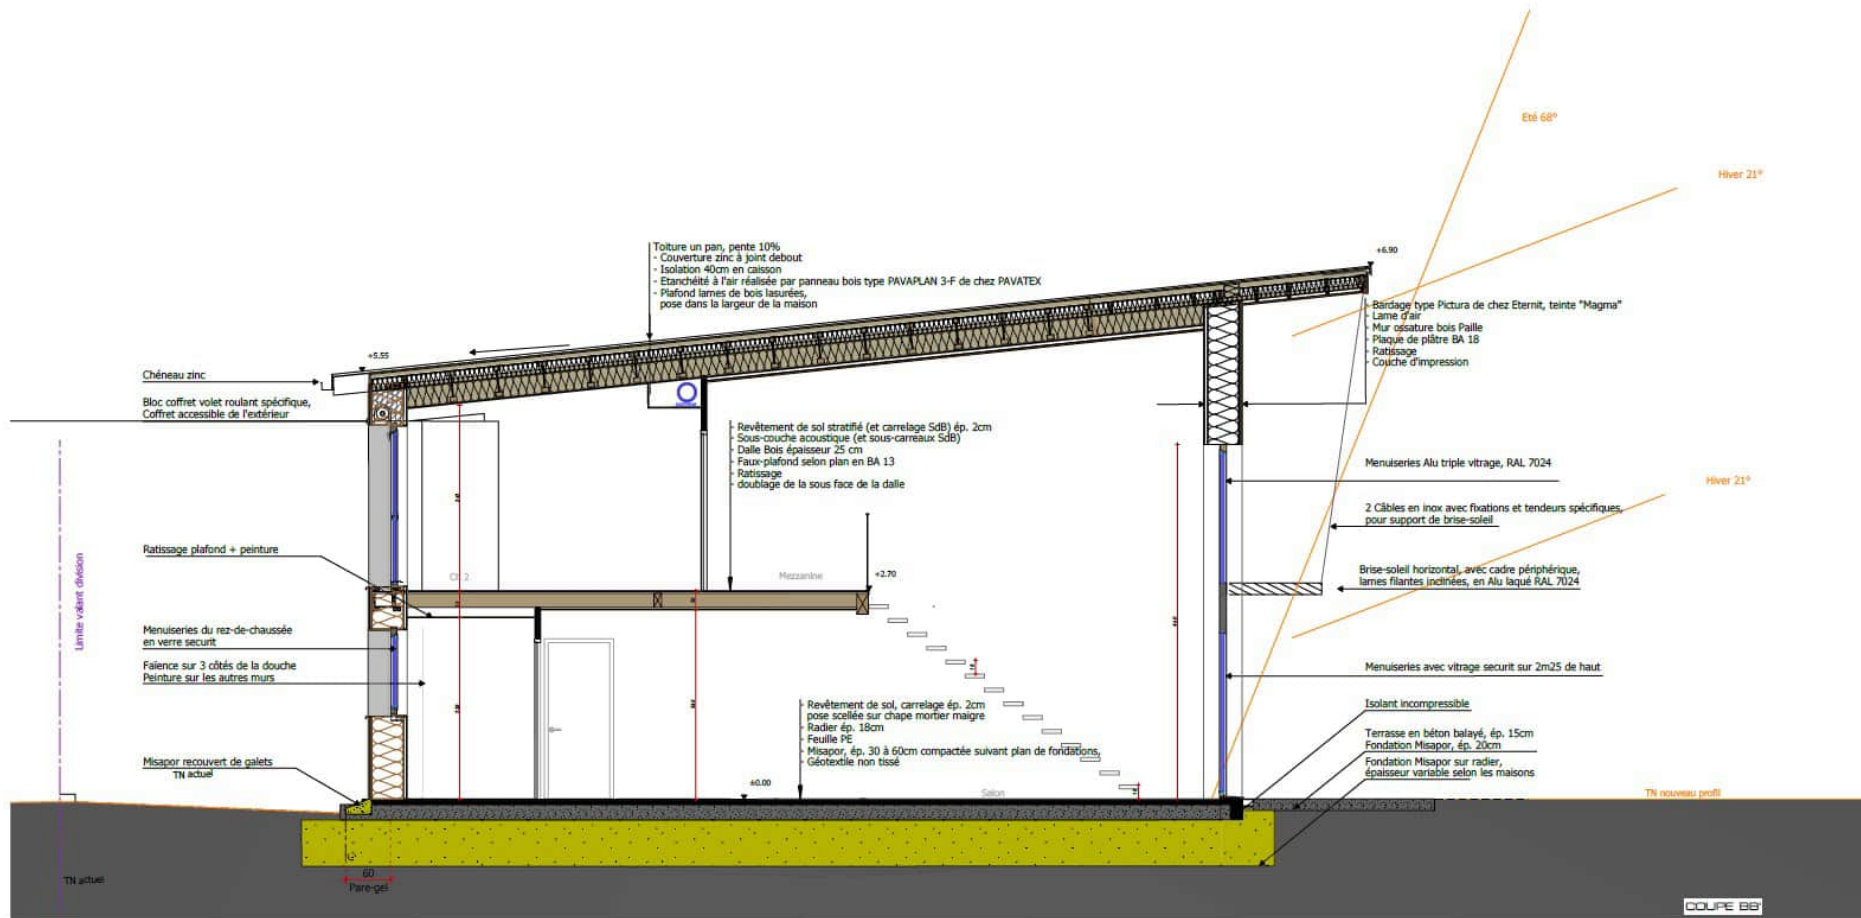 Eté 68°
Hiver 21°
Toiture un pan, pente 10%
- Couverture zinc à joint debout
- Isolation 40cm en caisson
- Etanchéité à l'air réalisée par panneau bois type PAVAPLAN 3-F de chez PAVATEX
- Plafond lames de bois lasurées,
pose dans la largeur de la maison
+6.90
Bardage type Pictura de chez Eternit, teinte "Magma"
Lame d'air
Mur ossature bois Paille
Plaque de plâtre BA 18
Ratissage
Couche d'impression
+5.55
Chéneau zinc
Bloc coffret volet roulant spécifique,
Coffret accessible de l'extérieur
Revêtement de sol stratifié (et carrelage SdB) ép. 2cm
Sous-couche acoustique (et sous-carreaux SdB)
Dalle Bois épaisseur 25 cm
Faux-plafond selon plan en BA 13
Ratissage
doublage de la sous face de la dalle
Menuiseries Alu triple vitrage, RAL 7024
Hiver 21°
2 Câbles en inox avec fixations et tendeurs spécifiques,
pour support de brise-soleil
Ratissage plafond + peinture
Mezzanine
+2.70
Brise-soleil horizontal, avec cadre périphérique,
lames filantes inclinées, en Alu laqué RAL 7024
Limite valant division
Menuiseries du rez-de-chaussée
en verre securit
Faïence sur 3 côtés de la douche
Peinture sur les autres murs
Menuiseries avec vitrage securit sur 2m25 de haut
Revêtement de sol, carrelage ép. 2cm
pose scellée sur chape mortier maigre
Radier ép. 18cm
Feuille PE
Misapor, ép. 30 à 60cm compactée suivant plan de fondations,
Géotextile non tissé
Isolant incompressible
Terrasse en béton balayé, ép. 15cm
Fondation Misapor, ép. 20cm
Fondation Misapor sur radier,
épaisseur variable selon les maisons
Misapor recouvert de galets
TN actuel
±0.00
Salon
TN nouveau profil
60
Pare-gel
TN actuel
COUPE BB'